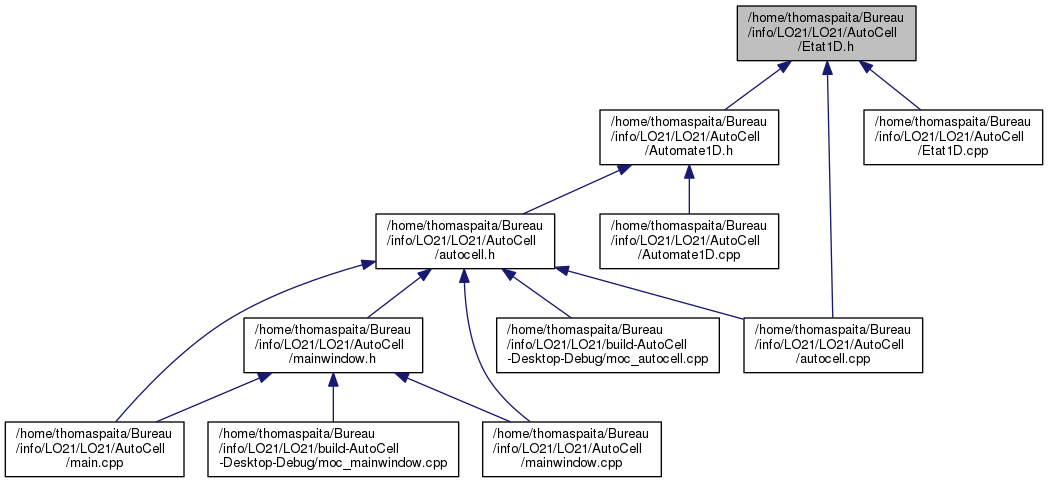 /home/thomaspaita/Bureau
/info/LO21/LO21/AutoCell
/Etat1D.h
/home/thomaspaita/Bureau
/info/LO21/LO21/AutoCell
/Automate1D.h
/home/thomaspaita/Bureau
/info/LO21/LO21/AutoCell
/Etat1D.cpp
/home/thomaspaita/Bureau
/info/LO21/LO21/AutoCell
/autocell.h
/home/thomaspaita/Bureau
/info/LO21/LO21/AutoCell
/Automate1D.cpp
/home/thomaspaita/Bureau
/info/LO21/LO21/AutoCell
/mainwindow.h
/home/thomaspaita/Bureau
/info/LO21/LO21/build-AutoCell
-Desktop-Debug/moc_autocell.cpp
/home/thomaspaita/Bureau
/info/LO21/LO21/AutoCell
/autocell.cpp
/home/thomaspaita/Bureau
/info/LO21/LO21/AutoCell
/main.cpp
/home/thomaspaita/Bureau
/info/LO21/LO21/build-AutoCell
-Desktop-Debug/moc_mainwindow.cpp
/home/thomaspaita/Bureau
/info/LO21/LO21/AutoCell
/mainwindow.cpp